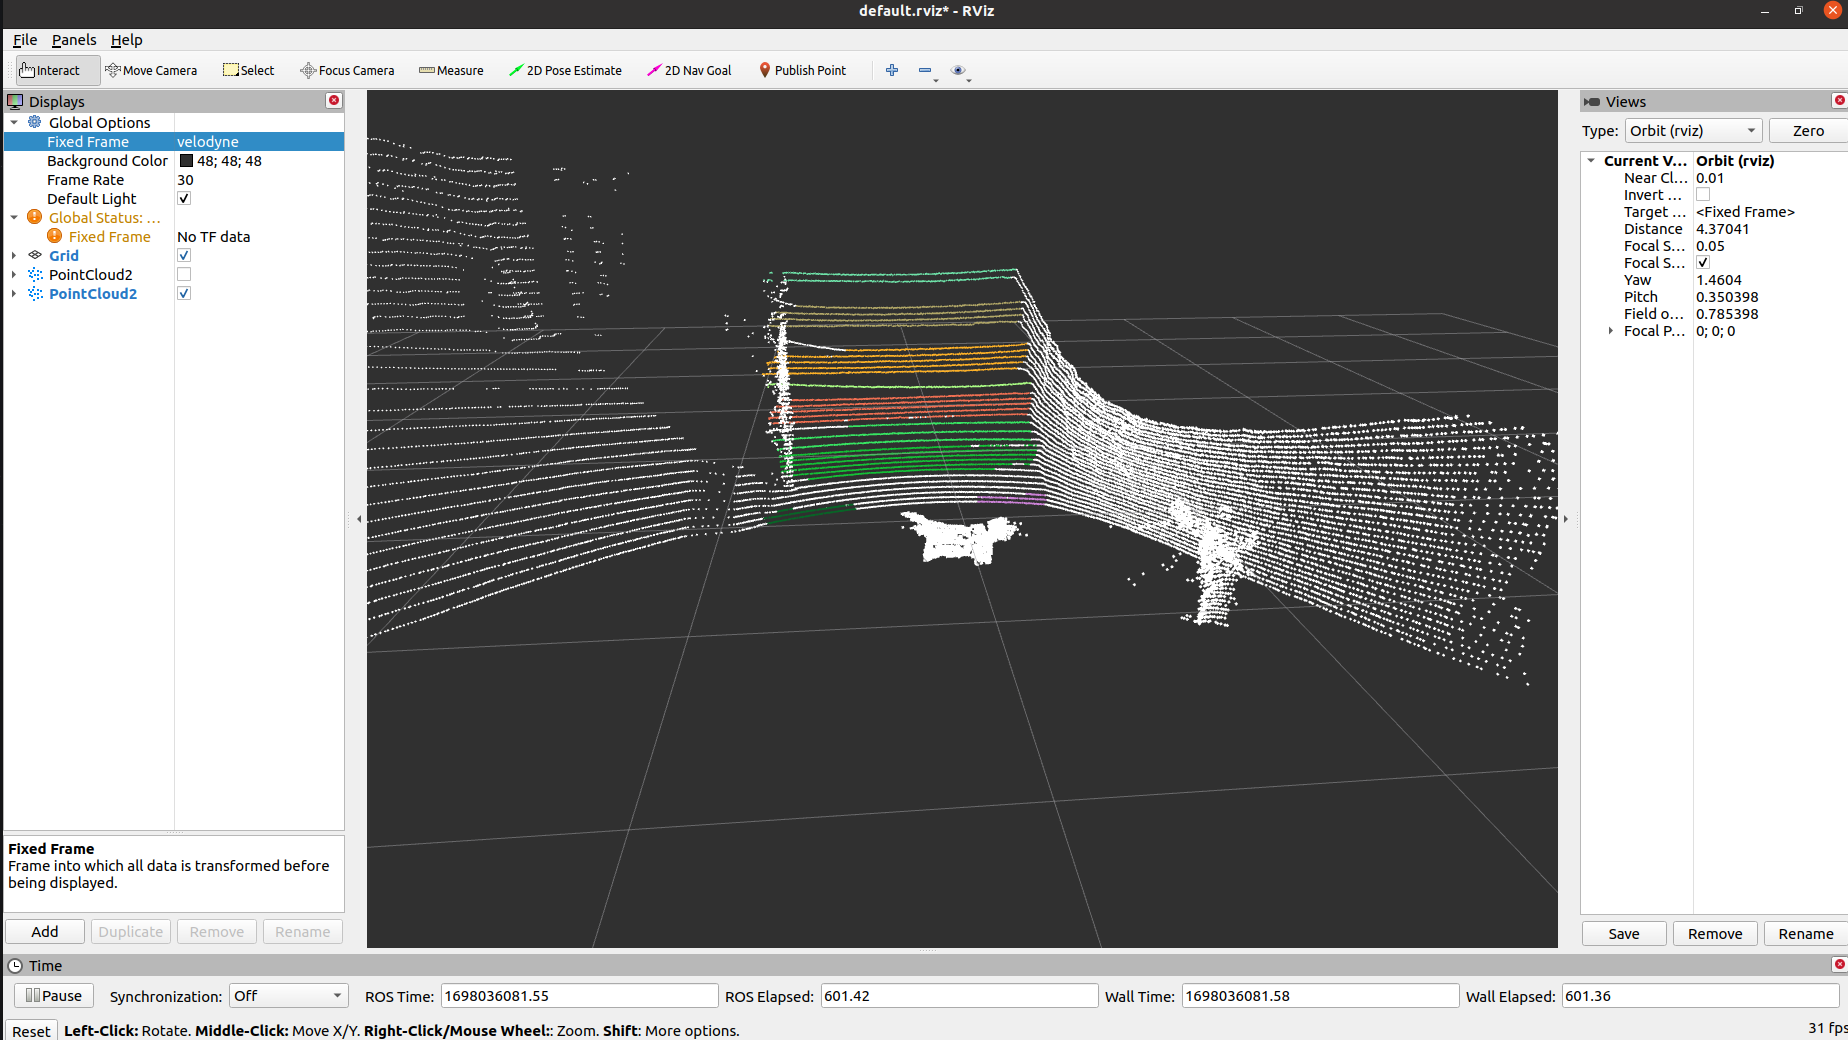 default.rviz* - RViz
File Panels Help
Interact Move Camera Select Focus Camera Measure 2D Pose Estimate 2D Nav Goal Publish Point
Displays
Global Options
Fixed Frame velodyne
Background Color 48; 48; 48
Frame Rate 30
Default Light
Global Status: ...
Fixed Frame No TF data
Grid
PointCloud2
PointCloud2
Fixed Frame
Frame into which all data is transformed before
being displayed.
Add Duplicate Remove Rename
Views
Type: Orbit (rviz) Zero
Current V... Orbit (rviz)
Near Cl... 0.01
Invert ...
Target ... <Fixed Frame>
Distance 4.37041
Focal S... 0.05
Focal S...
Yaw 1.4604
Pitch 0.350398
Field o... 0.785398
Focal P... 0; 0; 0
Save Remove Rename
Time
Pause Synchronization: Off ROS Time: 1698036081.55 ROS Elapsed: 601.42 Wall Time: 1698036081.58 Wall Elapsed: 601.36
Reset Left-Click: Rotate. Middle-Click: Move X/Y. Right-Click/Mouse Wheel:: Zoom. Shift: More options. 31 fps